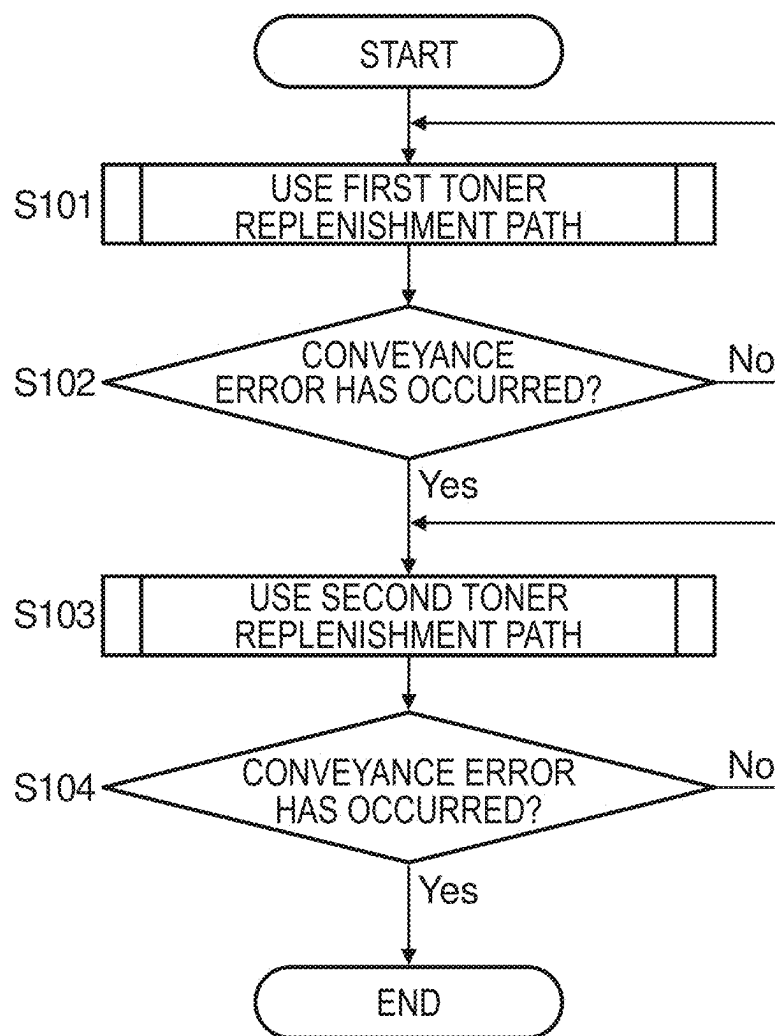 START
S101
USE FIRST TONER
REPLENISHMENT PATH
S102
CONVEYANCE
ERROR HAS OCCURRED?
No
Yes
S103
USE SECOND TONER
REPLENISHMENT PATH
S104
CONVEYANCE ERROR
HAS OCCURRED?
No
Yes
END